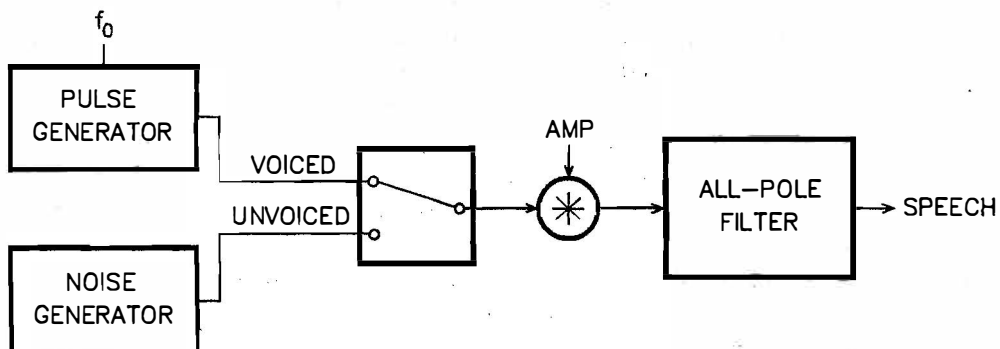 f0
PULSE
GENERATOR
VOICED
UNVOICED
NOISE
GENERATOR
AMP
ALL-POLE
FILTER
SPEECH